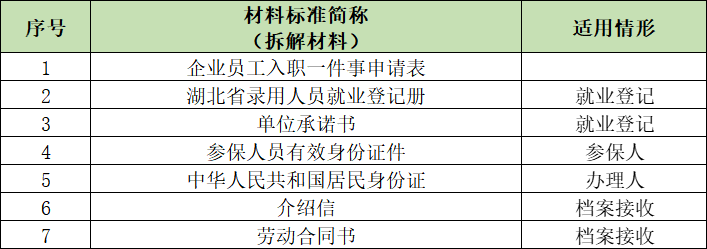 序号 材料标准简称 适用情形
（拆解材料）
1 企业员工入职一件事申请表
2 湖北省录用人员就业登记册 就业登记
3 单位承诺书 就业登记
4 参保人员有效身份证件 参保人
5 中华人民共和国居民身份证 办理人
6 介绍信 档案接收
7 劳动合同书 档案接收